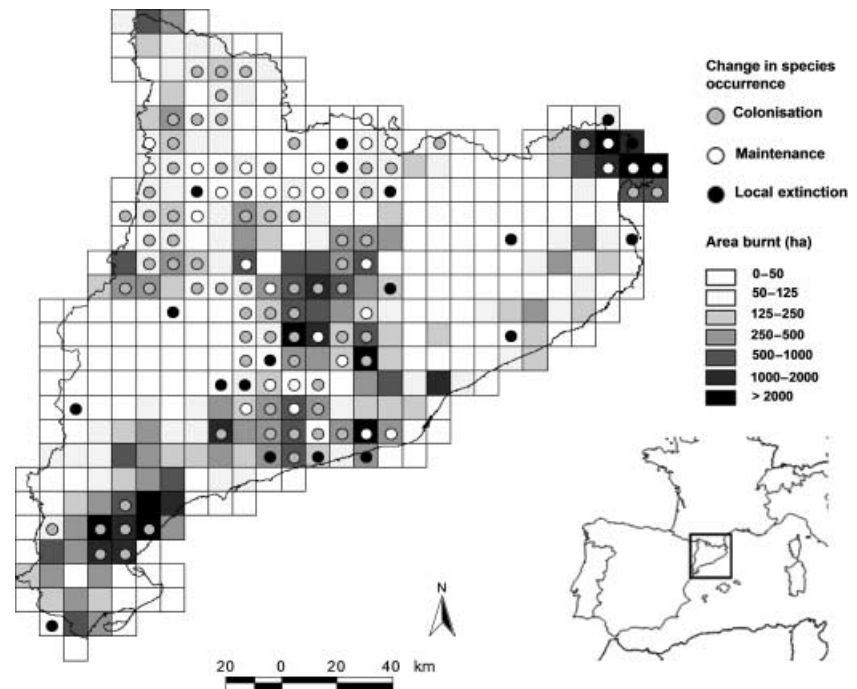 Change in species
occurrence
Colonisation
Maintenance
Local extinction
Area burnt (ha)
0–50
50–125
125–250
250–500
500–1000
1000–2000
> 2000
N
20 0 20 40 km